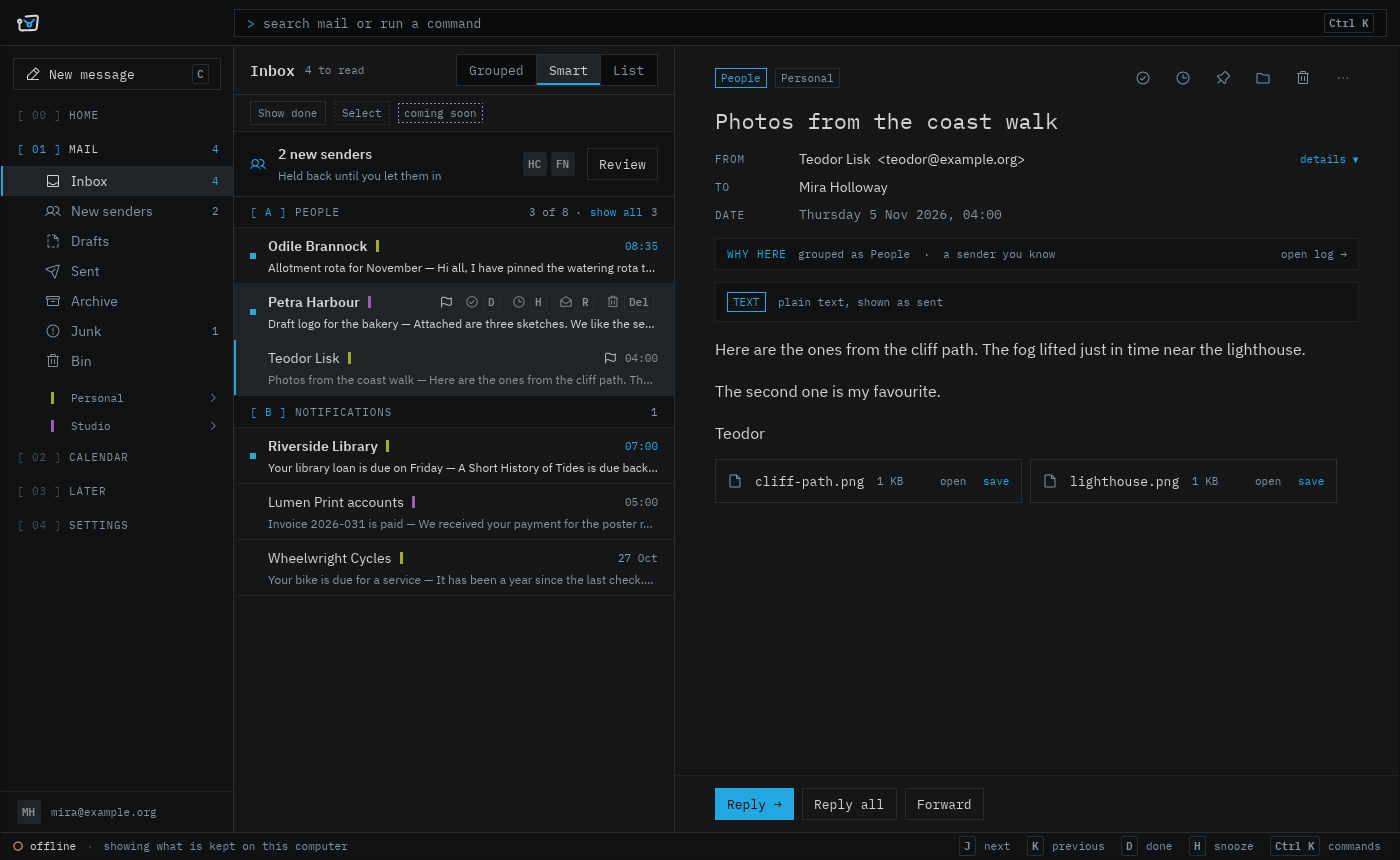 > search mail or run a command Ctrl K
New message C
[ 00 ] HOME
[ 01 ] MAIL 4
Inbox 4
New senders 2
Drafts
Sent
Archive
Junk 1
Bin
Personal
Studio
[ 02 ] CALENDAR
[ 03 ] LATER
[ 04 ] SETTINGS
MH mira@example.org
Inbox 4 to read Grouped Smart List
Show done Select coming soon
2 new senders
Held back until you let them in
HC FN Review
[ A ] PEOPLE 3 of 8 · show all 3
Odile Brannock 08:35
Allotment rota for November — Hi all, I have pinned the watering rota t…
Petra Harbour D H R Del
Draft logo for the bakery — Attached are three sketches. We like the se…
Teodor Lisk 04:00
Photos from the coast walk — Here are the ones from the cliff path. Th…
[ B ] NOTIFICATIONS 1
Riverside Library 07:00
Your library loan is due on Friday — A Short History of Tides is due back…
Lumen Print accounts 05:00
Invoice 2026-031 is paid — We received your payment for the poster r…
Wheelwright Cycles 27 Oct
Your bike is due for a service — It has been a year since the last check.…
People Personal ···
Photos from the coast walk
FROM Teodor Lisk <teodor@example.org> details ▾
TO Mira Holloway
DATE Thursday 5 Nov 2026, 04:00
WHY HERE grouped as People · a sender you know open log →
TEXT plain text, shown as sent
Here are the ones from the cliff path. The fog lifted just in time near the lighthouse.
The second one is my favourite.
Teodor
cliff-path.png 1 KB open save
lighthouse.png 1 KB open save
Reply → Reply all Forward
offline · showing what is kept on this computer
J next K previous D done H snooze Ctrl K commands